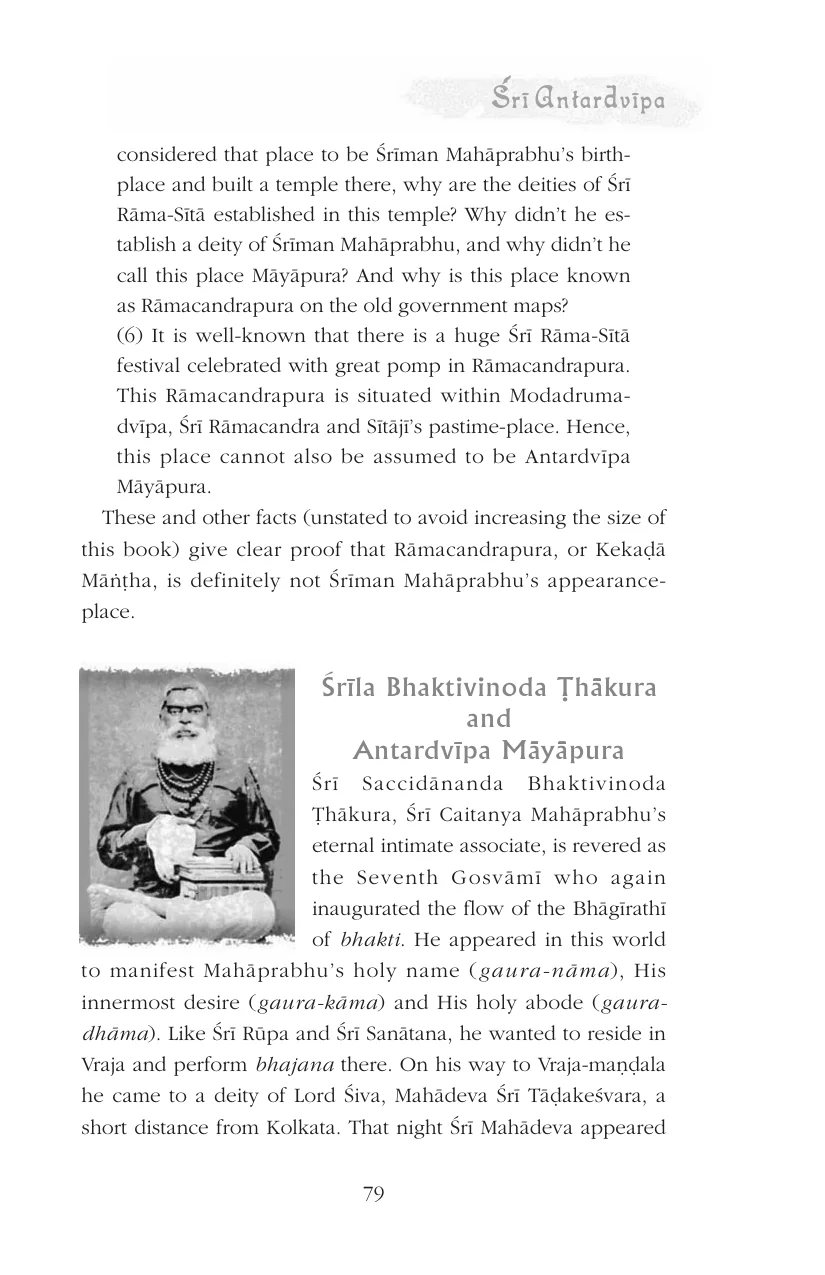 Śrī Antardvīpa
considered that place to be Śrīman Mahāprabhu’s birth-
place and built a temple there, why are the deities of Śrī
Rāma-Sītā established in this temple? Why didn’t he es-
tablish a deity of Śrīman Mahāprabhu, and why didn’t he
call this place Māyāpura? And why is this place known
as Rāmacandrapura on the old government maps?
(6) It is well-known that there is a huge Śrī Rāma-Sītā
festival celebrated with great pomp in Rāmacandrapura.
This Rāmacandrapura is situated within Modadruma-
dvīpa, Śrī Rāmacandra and Sītājī’s pastime-place. Hence,
this place cannot also be assumed to be Antardvīpa
Māyāpura.
These and other facts (unstated to avoid increasing the size of
this book) give clear proof that Rāmacandrapura, or Kekaḍā
Māṅṭha, is definitely not Śrīman Mahāprabhu’s appearance-
place.
Śrīla Bhaktivinoda Ṭhākura
and
Antardvīpa Māyāpura
Śrī Saccidānanda Bhaktivinoda
Ṭhākura, Śrī Caitanya Mahāprabhu’s
eternal intimate associate, is revered as
the Seventh Gosvāmī who again
inaugurated the flow of the Bhāgīrathī
of bhakti. He appeared in this world
to manifest Mahāprabhu’s holy name (gaura-nāma), His
innermost desire (gaura-kāma) and His holy abode (gaura-
dhāma). Like Śrī Rūpa and Śrī Sanātana, he wanted to reside in
Vraja and perform bhajana there. On his way to Vraja-maṇḍala
he came to a deity of Lord Śiva, Mahādeva Śrī Tāḍakeśvara, a
short distance from Kolkata. That night Śrī Mahādeva appeared
79